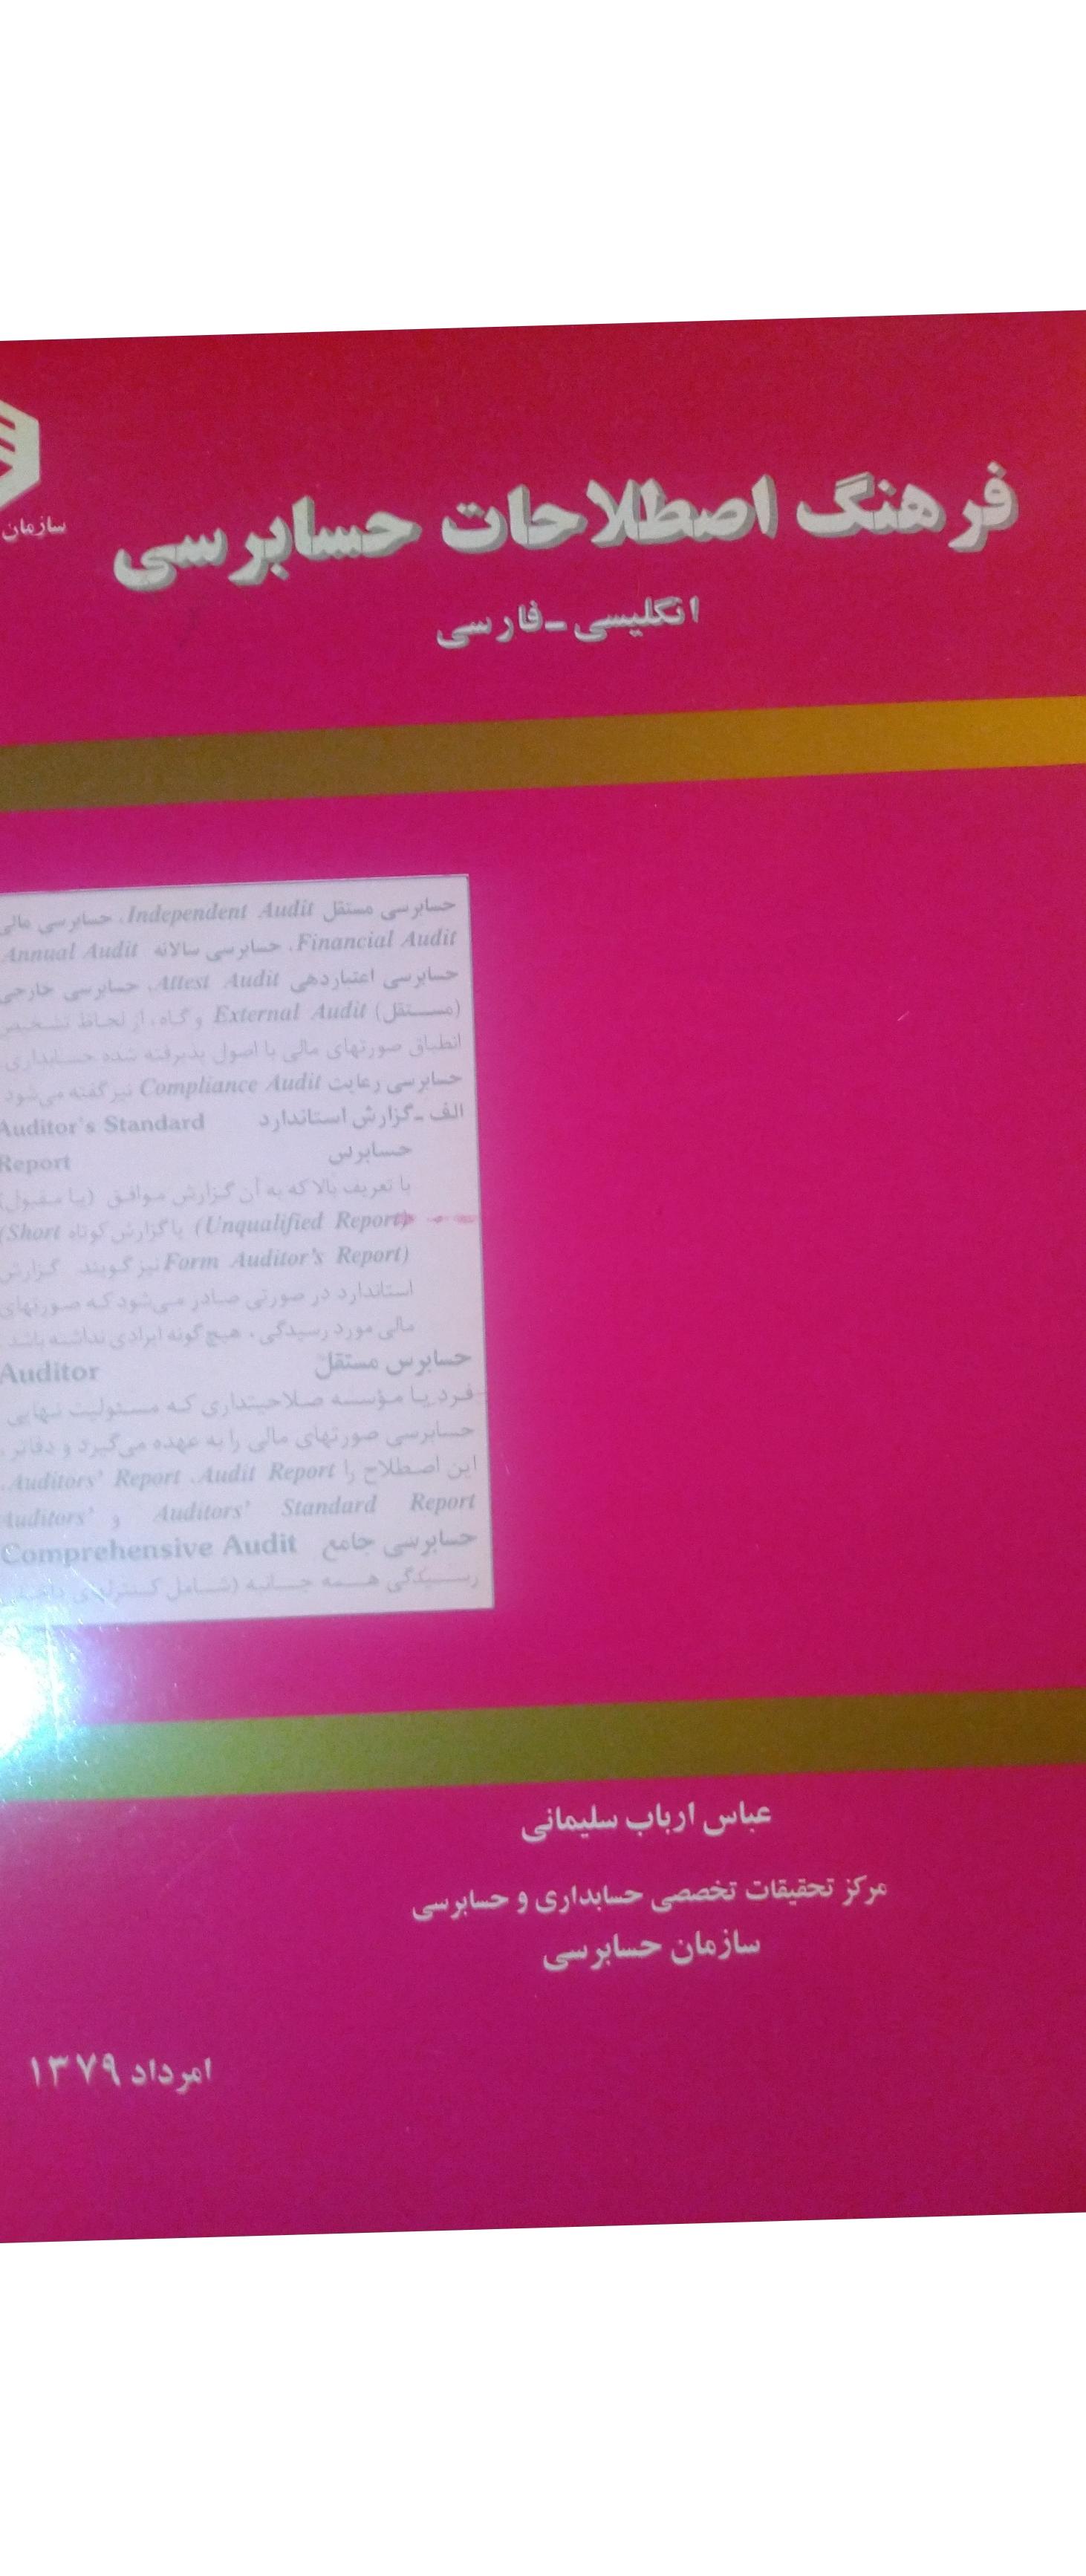 سازمان
فرهنگ اصطلاحات حسابرسی
انگلیسی - فارسی
حسابرسی مستقل Independent Audit، حسابرسی مالی
Financial Audit، حسابرسی سالانه Annual Audit
حسابرسی اعتباردهی Attest Audit، حسابرسی خارجی
(مستقل) External Audit و گاه، از لحاظ تشخیص
انطباق صورتهای مالی با اصول پذیرفته شده حسابداری
حسابرسی رعایت Compliance Audit نیز گفته می‌شود
الف - گزارش استاندارد Auditor's Standard
حسابرس Report
با تعریف بالا که به آن گزارش موافق (یا مقبول)
(Unqualified Report) یا گزارش کوتاه (Short
Form Auditor's Report) نیز گویند گزارش
استاندارد در صورتی صادر می‌شود که صورتهای
مالی مورد رسیدگی، هیچ گونه ایرادی نداشته باشد.
حسابرس مستقل Auditor
فرد یا مؤسسه صلاحیتداری که مسئولیت نهایی
حسابرسی صورتهای مالی را به عهده می‌گیرد و دفاتر
این اصطلاح را Audit Report، Auditors' Report،
Auditors' Standard Report و Auditors'
حسابرسی جامع Comprehensive Audit
رسیدگی همه جانبه (شامل کنترلهای
عباس ارباب سلیمانی
مرکز تحقیقات تخصصی حسابداری و حسابرسی
سازمان حسابرسی
امرداد ۱۳۷۹